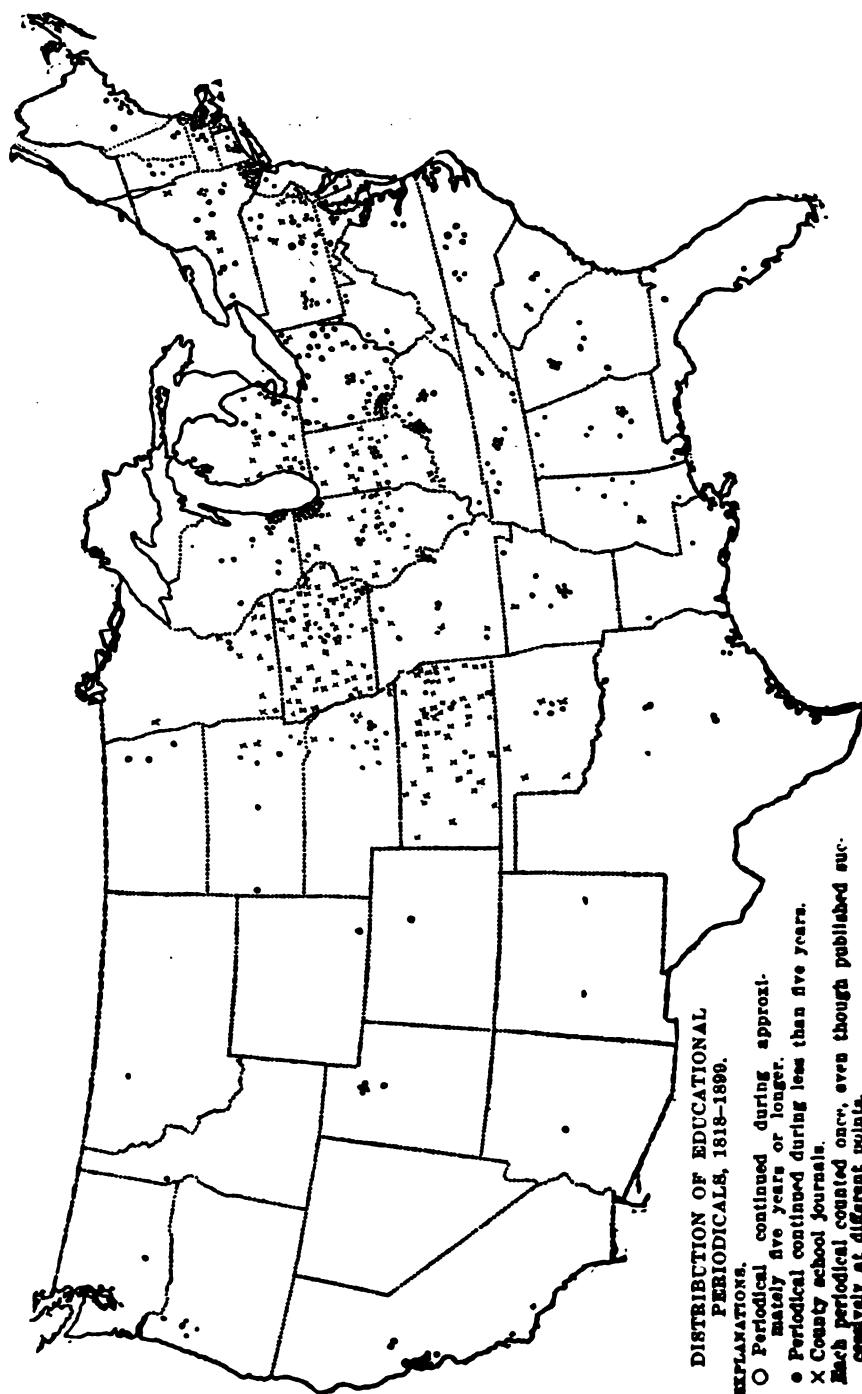 DISTRIBUTION OF EDUCATIONAL
PERIODICALS, 1818-1899.
EXPLANATIONS.
O Periodical continued during approxi-
mately five years or longer.
● Periodical continued during less than five years.
X County school journals.
Each periodical counted once, even though published suc-
cessively at different points.